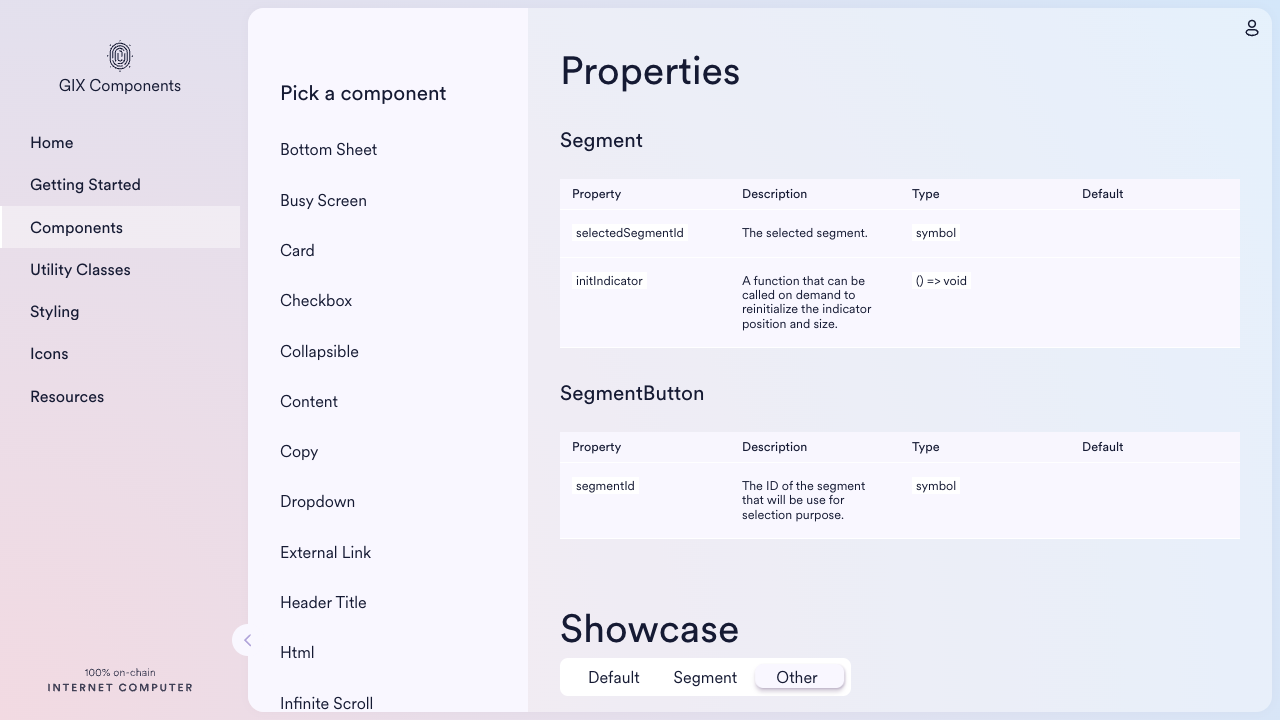 GIX Components
Home
Getting Started
Components
Utility Classes
Styling
Icons
Resources
100% on-chain
INTERNET COMPUTER
Pick a component
Bottom Sheet
Busy Screen
Card
Checkbox
Collapsible
Content
Copy
Dropdown
External Link
Header Title
Html
Infinite Scroll
Properties
Segment
Property Description Type Default
selectedSegmentId The selected segment. symbol
initIndicator A function that can be () => void
called on demand to
reinitialize the indicator
position and size.
SegmentButton
Property Description Type Default
segmentId The ID of the segment symbol
that will be use for
selection purpose.
Showcase
Default Segment Other